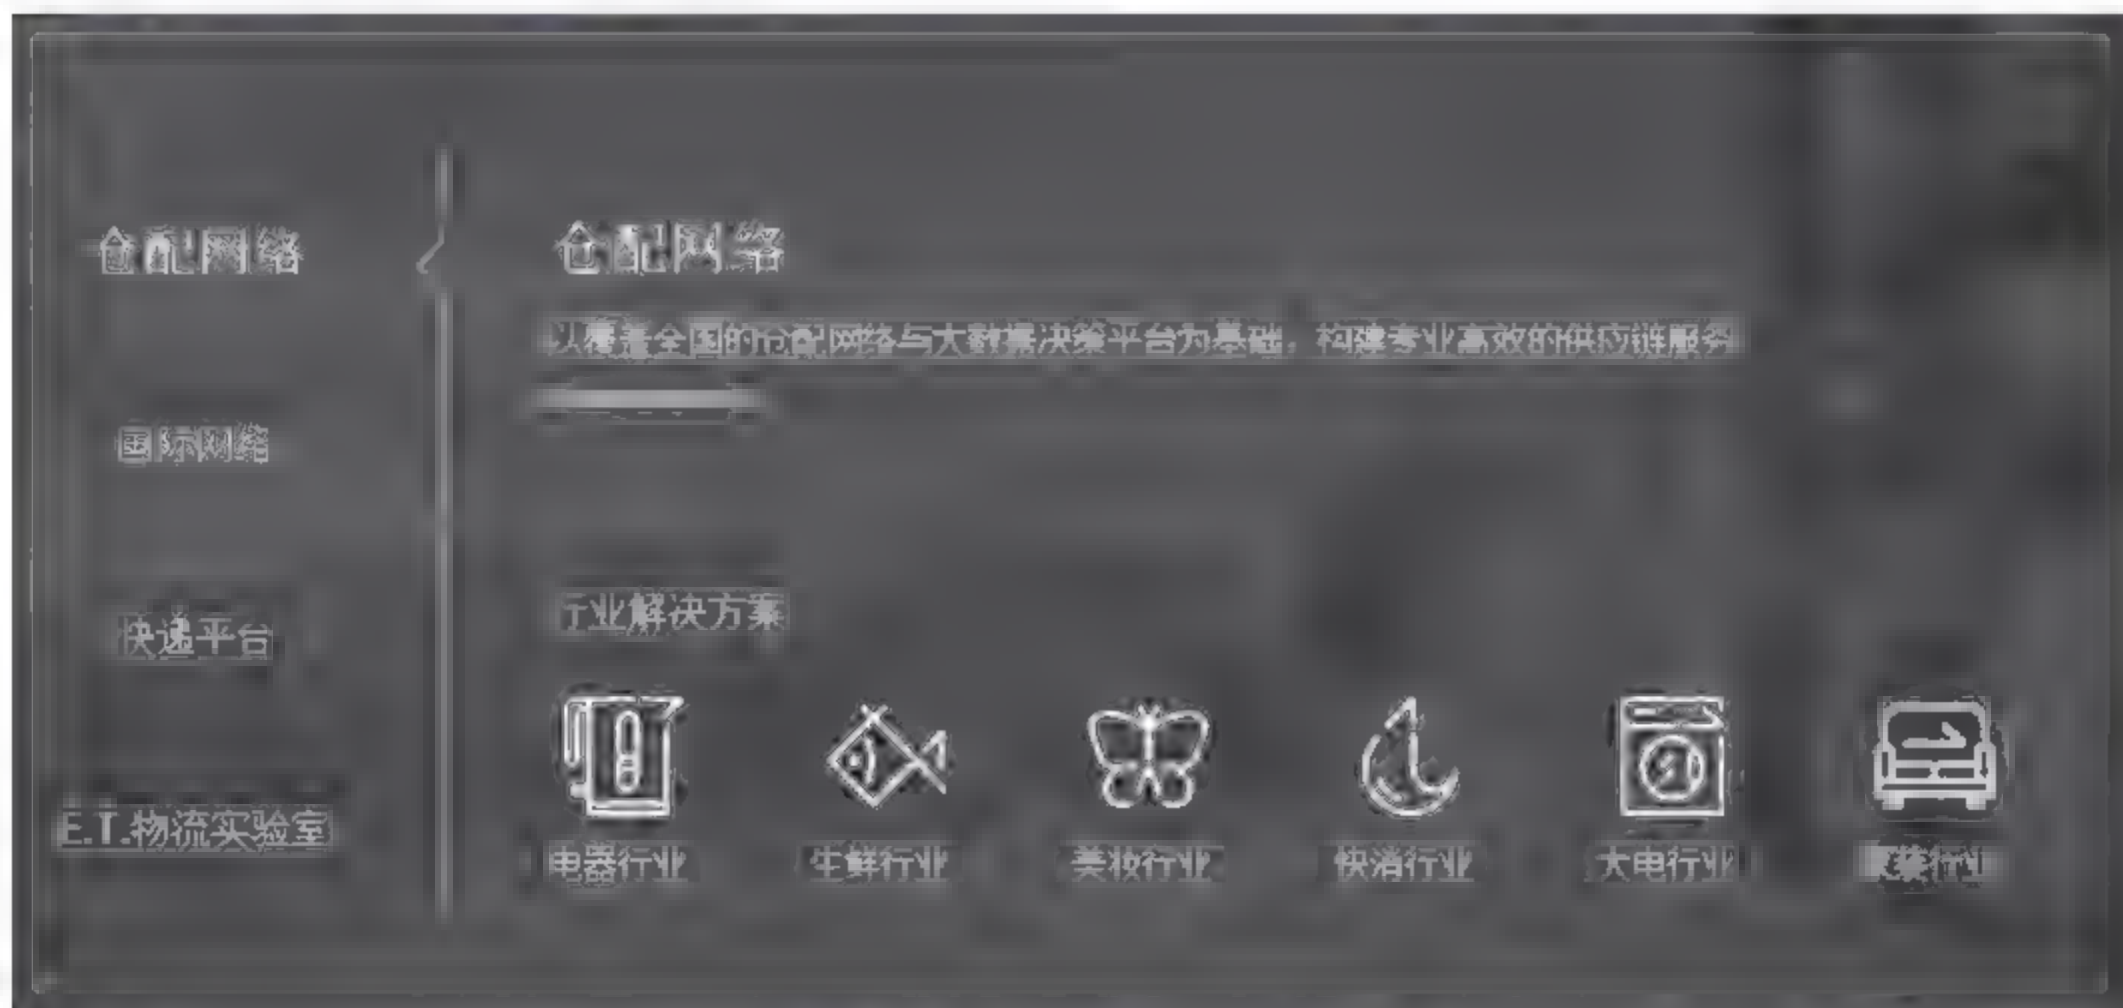 仓配网络
国际网络
快递平台
E.T.物流实验室
仓配网络
以覆盖全国的仓配网络与大数据决策平台为基础，构建专业高效的供应链服务
行业解决方案
电器行业
生鲜行业
美妆行业
快消行业
大电行业
家装行业